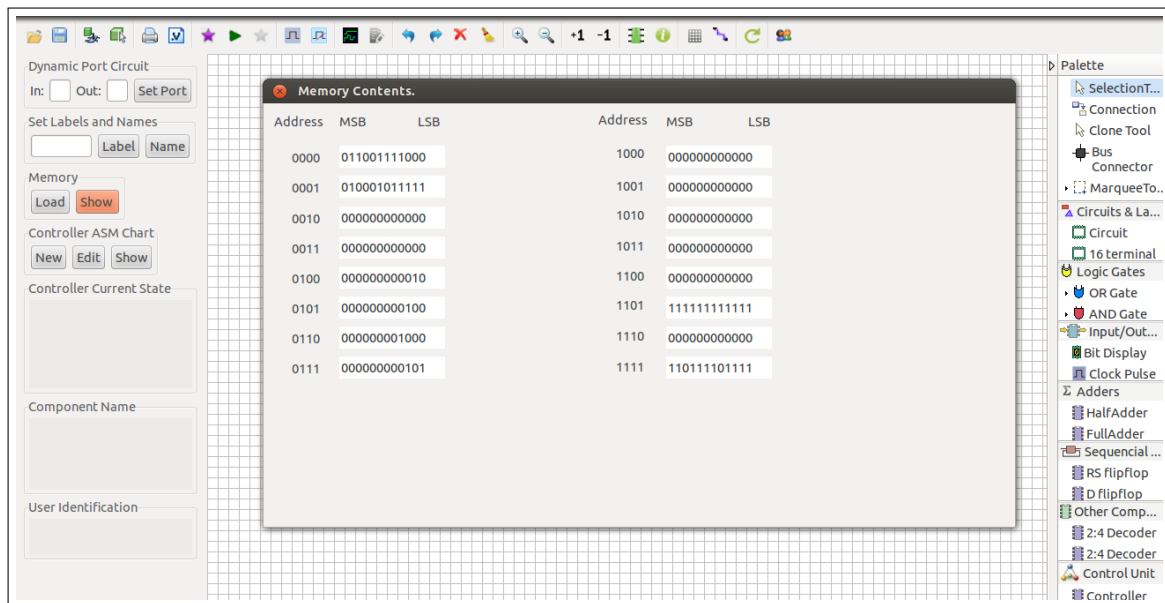 +1 -1
Dynamic Port Circuit
In: Out: Set Port
Set Labels and Names
Label Name
Memory
Load Show
Controller ASM Chart
New Edit Show
Controller Current State
Component Name
User Identification
Memory Contents.
Address MSB LSB Address MSB LSB
0000 011001111000 1000 000000000000
0001 010001011111 1001 000000000000
0010 000000000000 1010 000000000000
0011 000000000000 1011 000000000000
0100 000000000010 1100 000000000000
0101 000000000100 1101 111111111111
0110 000000001000 1110 000000000000
0111 000000000101 1111 110111101111
Palette
SelectionT...
Connection
Clone Tool
Bus
Connector
MarqueeTo..
Circuits & La...
Circuit
16 terminal
Logic Gates
OR Gate
AND Gate
Input/Out...
Bit Display
Clock Pulse
Σ Adders
HalfAdder
FullAdder
Sequencial ...
RS flipflop
D flipflop
Other Comp...
2:4 Decoder
2:4 Decoder
Control Unit
Controller